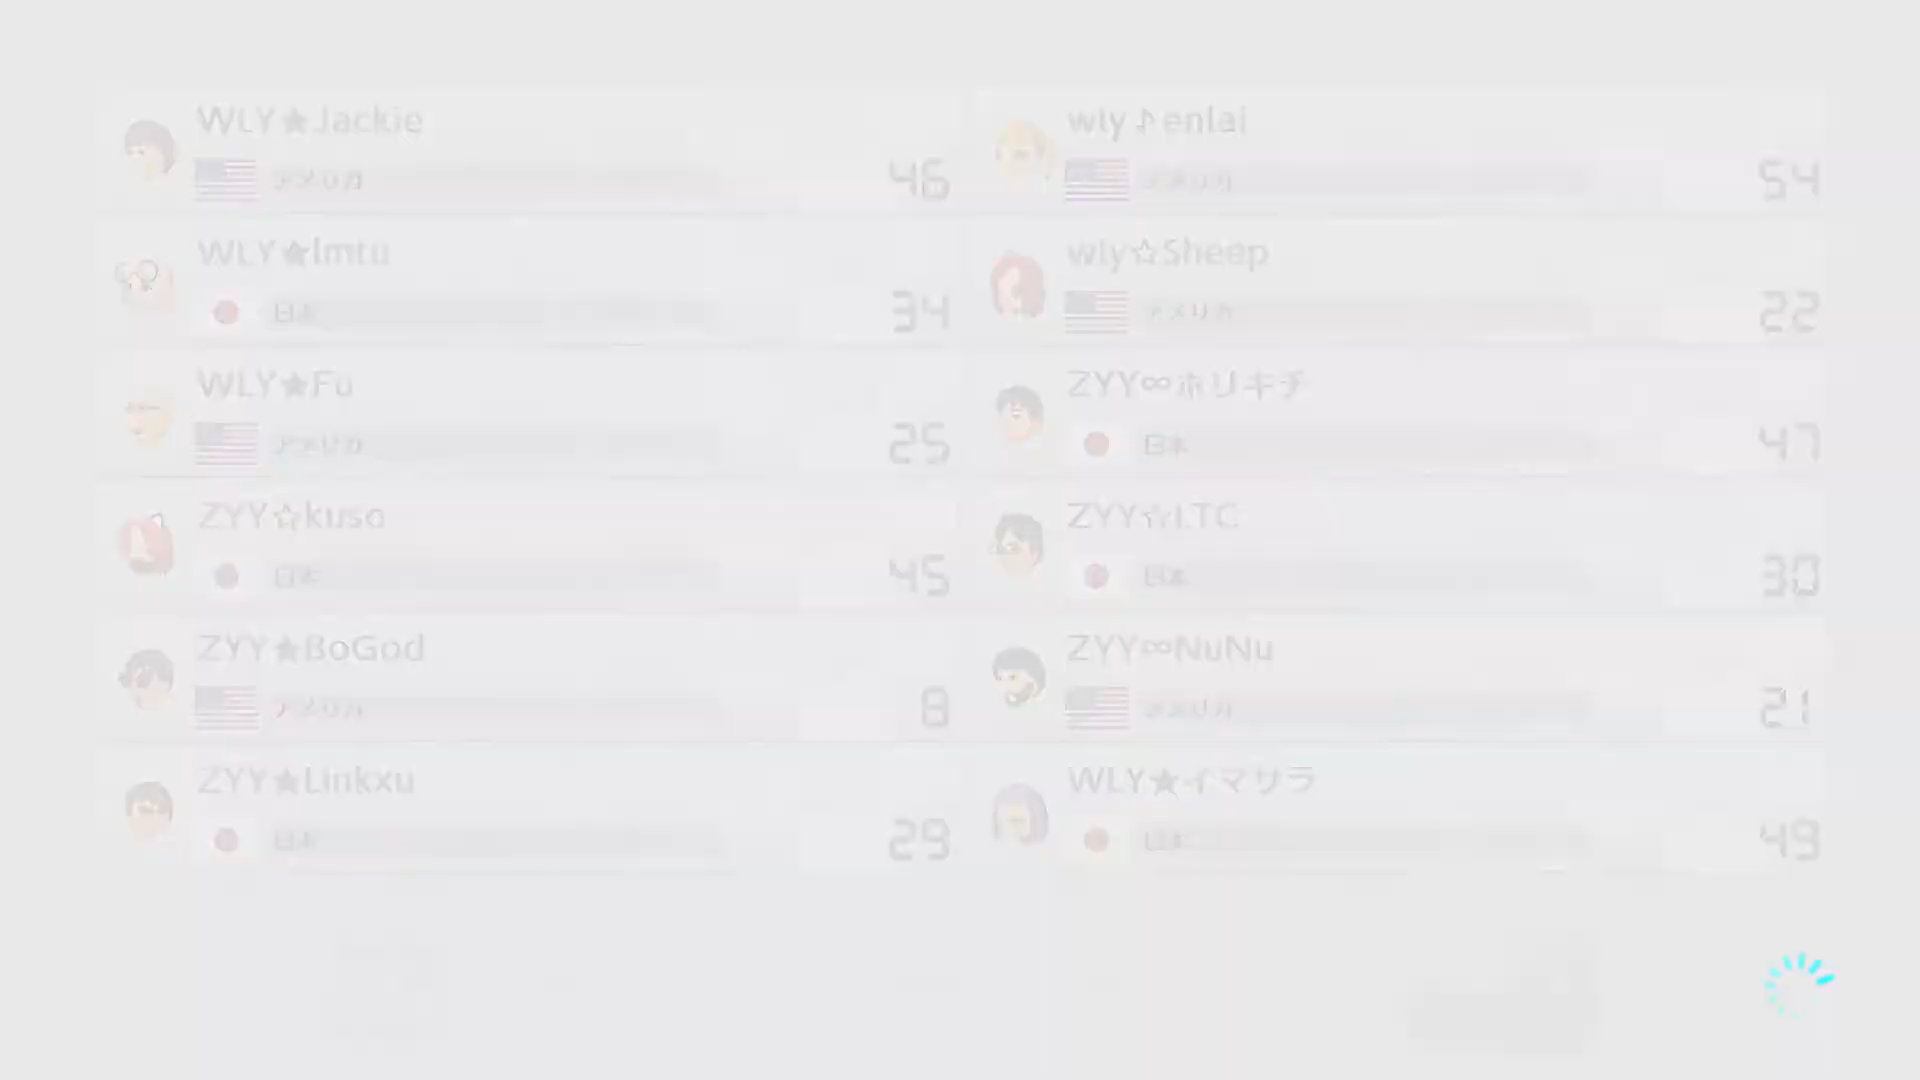 WLY★Jackie
アメリカ 46
WLY★lmtu
日本 34
WLY★Fu
アメリカ 25
ZYY☆kuso
日本 45
ZYY★BoGod
アメリカ 8
ZYY★Linkxu
日本 29
wly♪enlai
アメリカ 54
wly☆Sheep
アメリカ 22
ZYY∞ホリキチ
日本 47
ZYY☆LTC
日本 30
ZYY∞NuNu
アメリカ 21
WLY★イマサラ
日本 49